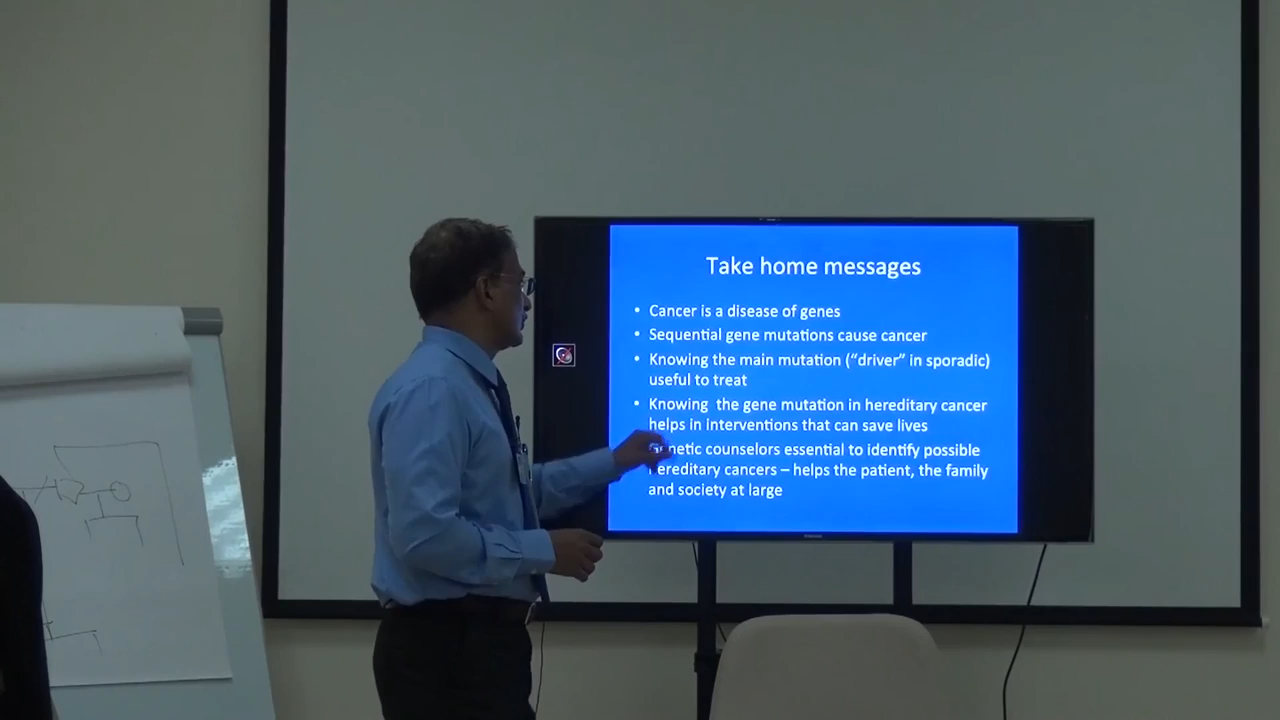 Take home messages
• Cancer is a disease of genes
• Sequential gene mutations cause cancer
• Knowing the main mutation (“driver” in sporadic)
useful to treat
• Knowing the gene mutation in hereditary cancer
helps in interventions that can save lives
Genetic counselors essential to identify possible
hereditary cancers – helps the patient, the family
and society at large